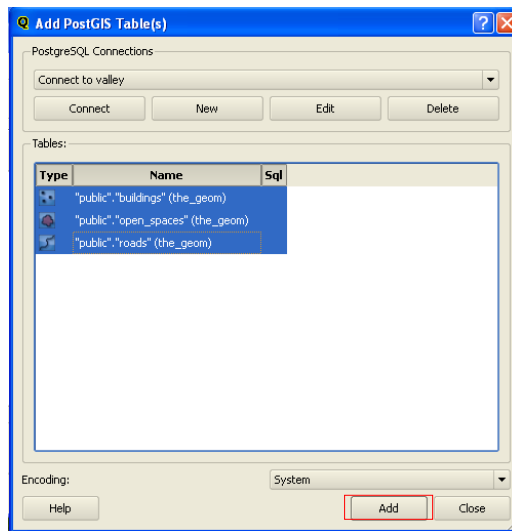 Add PostGIS Table(s)
PostgreSQL Connections
Connect to valley
Connect New Edit Delete
Tables:
Type Name Sql
"public"."buildings" (the_geom)
"public"."open_spaces" (the_geom)
"public"."roads" (the_geom)
Encoding: System
Help Add Close